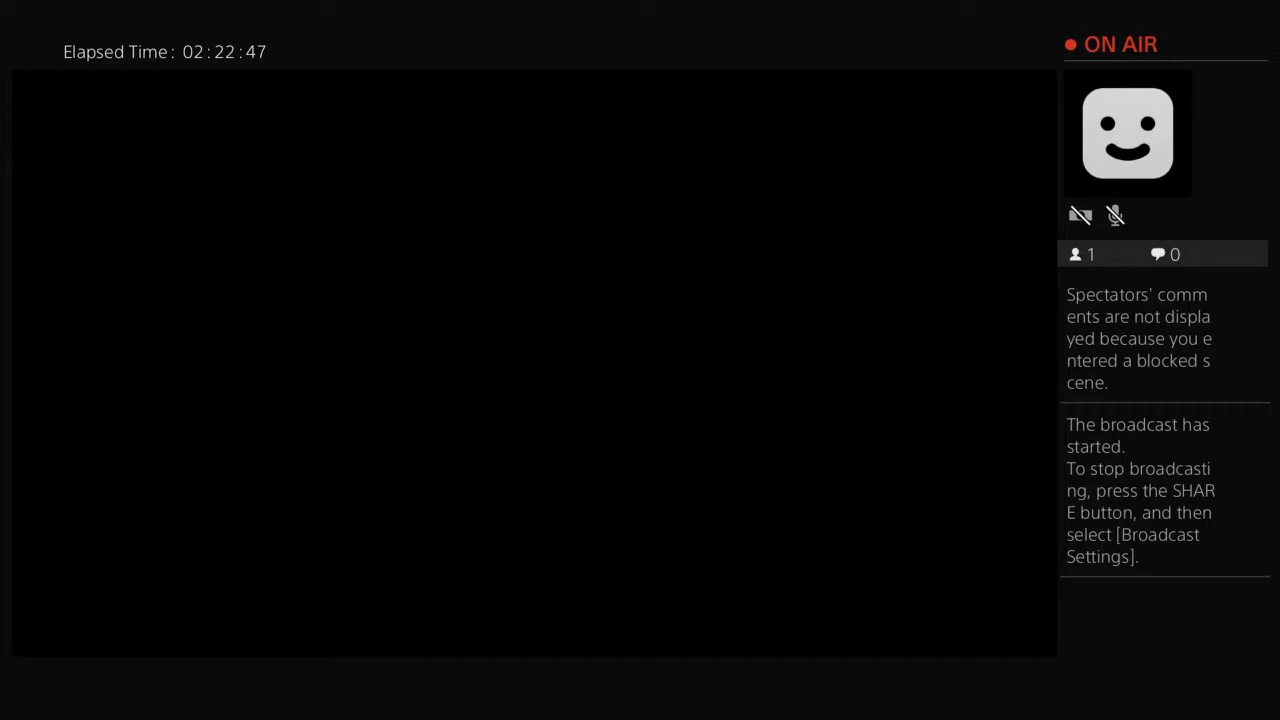 Elapsed Time: 02:22:47
ON AIR
1 0
Spectators' comm
ents are not displa
yed because you e
ntered a blocked s
cene.
The broadcast has
started.
To stop broadcasti
ng, press the SHAR
E button, and then
select [Broadcast
Settings].